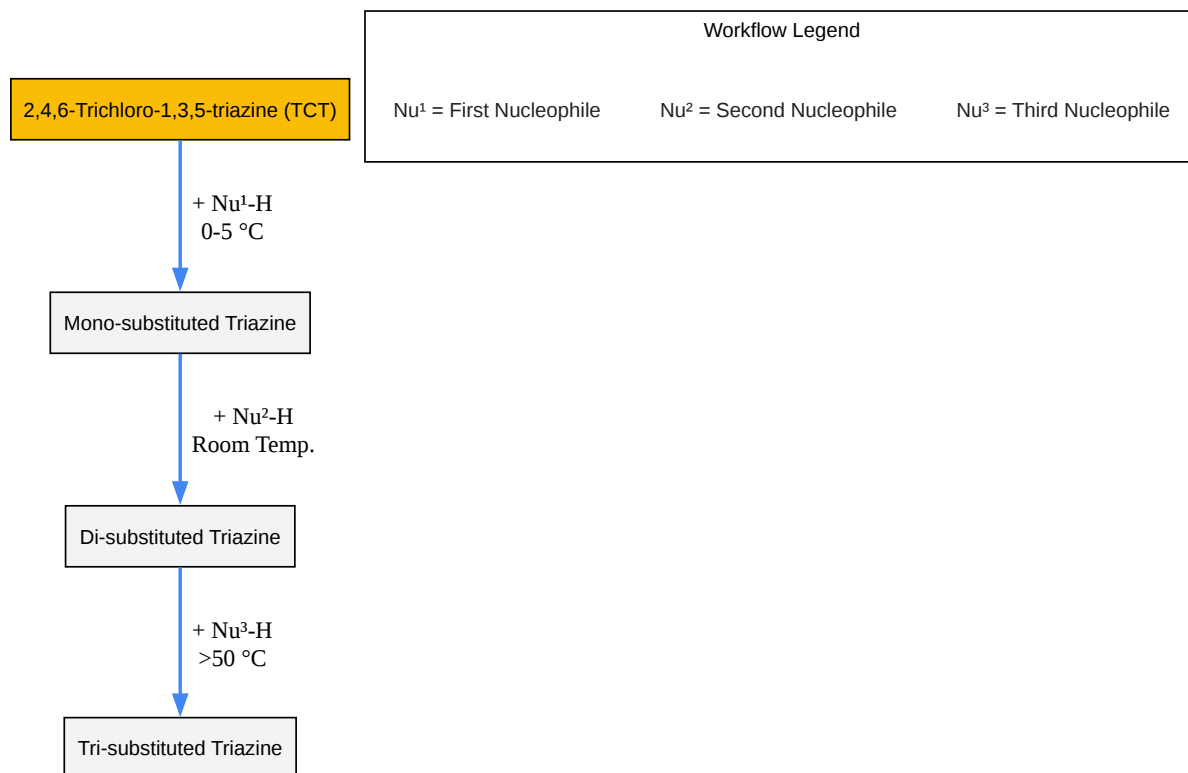 Workflow Legend
Nu¹ = First Nucleophile
Nu² = Second Nucleophile
Nu³ = Third Nucleophile
2,4,6-Trichloro-1,3,5-triazine (TCT)
+ Nu¹-H
0-5 °C
Mono-substituted Triazine
+ Nu²-H
Room Temp.
Di-substituted Triazine
+ Nu³-H
>50 °C
Tri-substituted Triazine